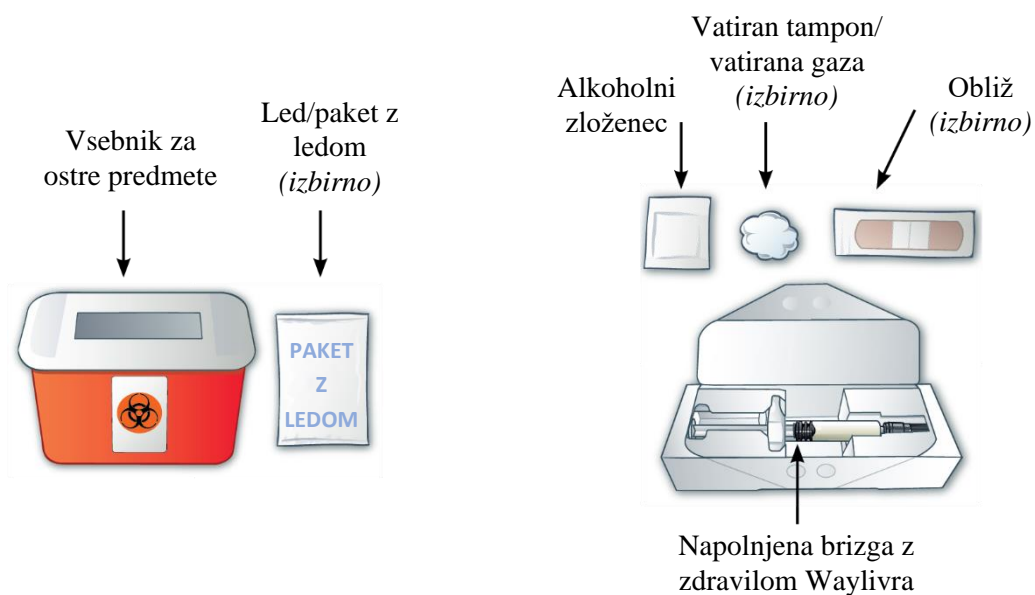 Vsebnik za
ostre predmete
Led/paket z
ledom
(izbirno)
PAKET
Z
LEDOM
Alkoholni
zloženec
Vatiran tampon/
vatirana gaza
(izbirno)
Obliž
(izbirno)
Napolnjena brizga z
zdravilom Waylivra